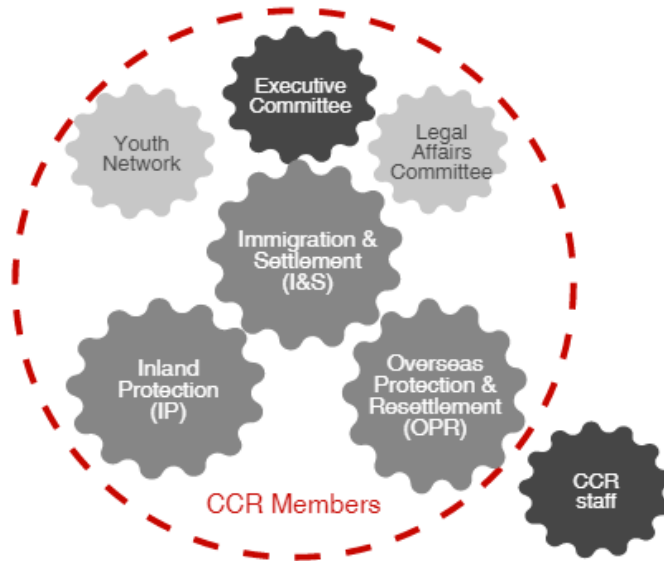 Executive
Committee
Youth
Network
Legal
Affairs
Committee
Immigration &
Settlement
(I&S)
Inland
Protection
(IP)
Overseas
Protection &
Resettlement
(OPR)
CCR
staff
CCR Members